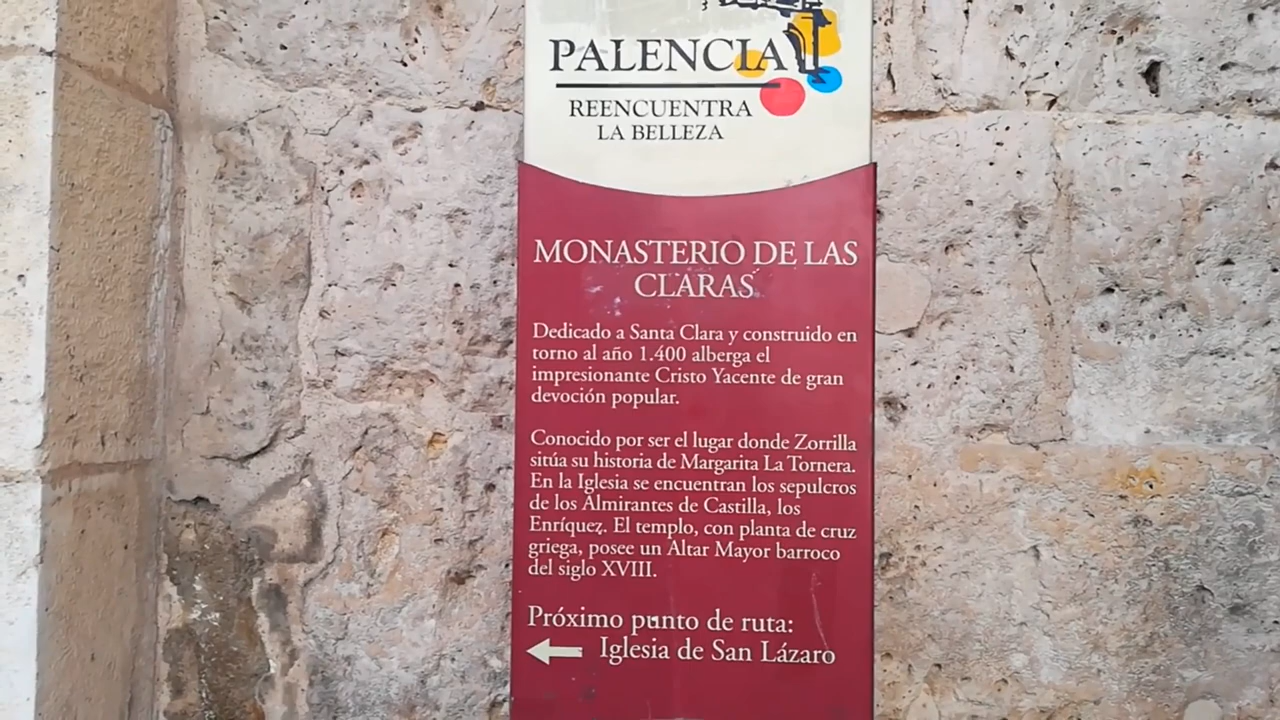 PALENCIA
REENCUENTRA
LA BELLEZA
MONASTERIO DE LAS
CLARAS
Dedicado a Santa Clara y construido en
torno al año 1.400 alberga el
impresionante Cristo Yacente de gran
devoción popular.
Conocido por ser el lugar donde Zorrilla
sitúa su historia de Margarita La Tornera.
En la Iglesia se encuentran los sepulcros
de los Almirantes de Castilla, los
Enríquez. El templo, con planta de cruz
griega, posee un Altar Mayor barroco
del siglo XVIII.
Próximo punto de ruta:
Iglesia de San Lázaro